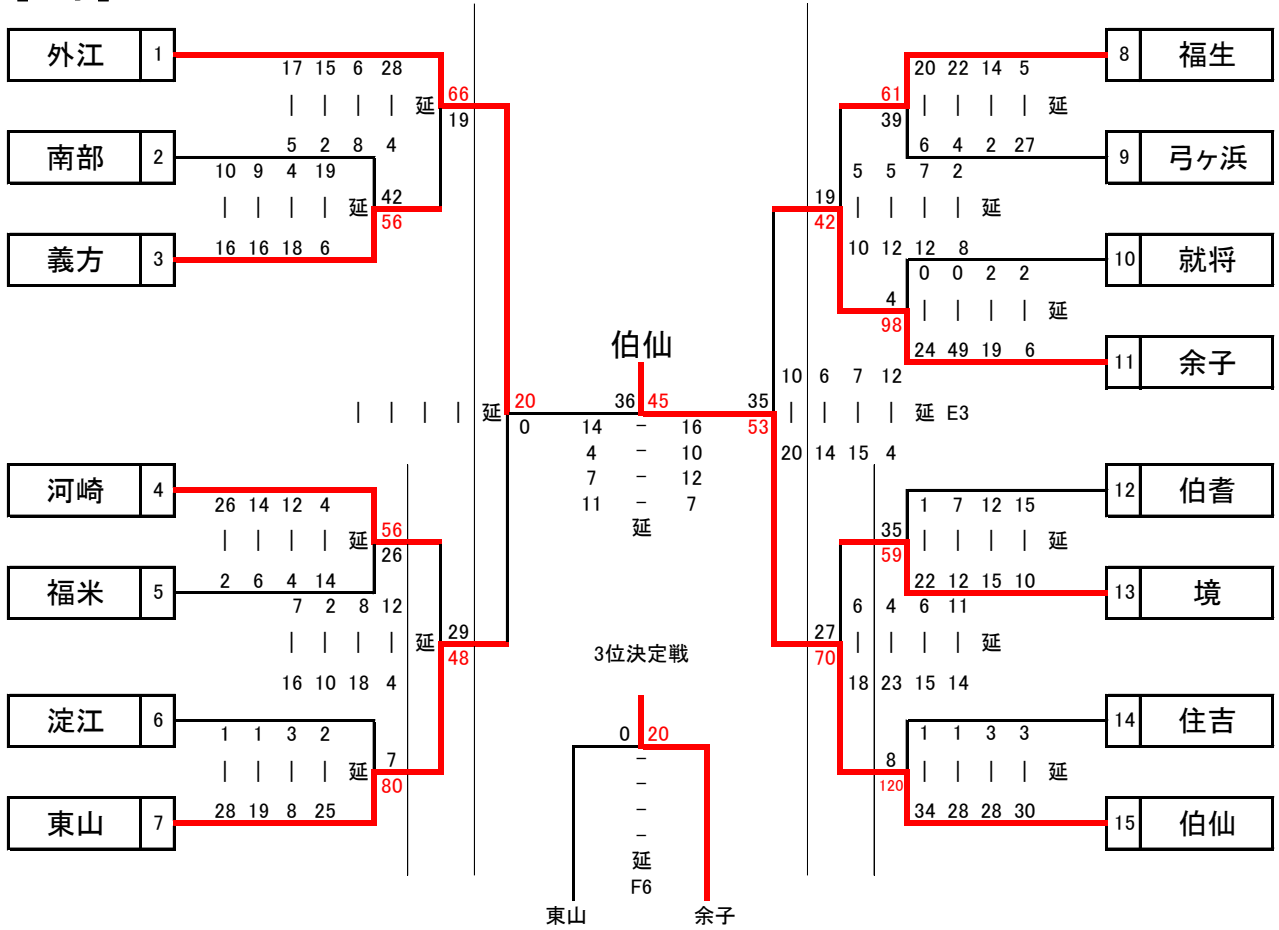 外江 1
17 15 6 28
| | | | 延
66
19
南部 2
5 2 8 4
10 9 4 19
| | | | 延
42
56
16 16 18 6
義方 3
| | | | 延
20
0
河崎 4
26 14 12 4
| | | | 延
56
26
2 6 4 14
福米 5
7 2 8 12
| | | | 延
29
48
16 10 18 4
淀江 6
1 1 3 2
| | | | 延
7
80
28 19 8 25
東山 7
伯仙
36 45
14 - 16
4 - 10
7 - 12
11 - 7
延
3位決定戦
0 20
-
-
-
-
延
F6
東山 余子
8 福生
20 22 14 5
61
39
| | | | 延
6 4 2 27
9 弓ヶ浜
5 5 7 2
19
42
| | | | 延
10 12 12 8
10 就将
0 0 2 2
4
98
| | | | 延
24 49 19 6
11 余子
10 6 7 12
35
53
| | | | 延 E3
20 14 15 4
12 伯耆
1 7 12 15
35
59
| | | | 延
22 12 15 10
13 境
6 4 6 11
27
70
| | | | 延
18 23 15 14
14 住吉
1 1 3 3
8
120
| | | | 延
34 28 28 30
15 伯仙